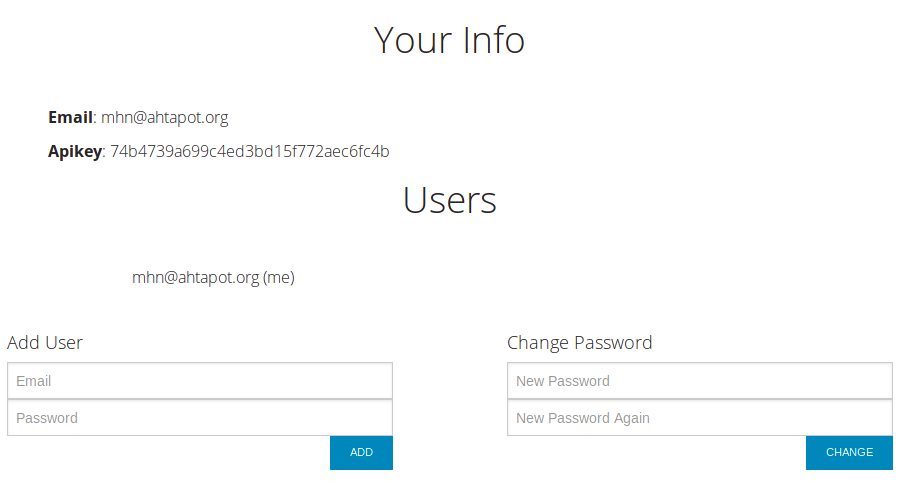 Your Info
Email: mhn@ahtapot.org
Apikey: 74b4739a699c4ed3bd15f772aec6fc4b
Users
mhn@ahtapot.org (me)
Add User
Email
Password
ADD
Change Password
New Password
New Password Again
CHANGE